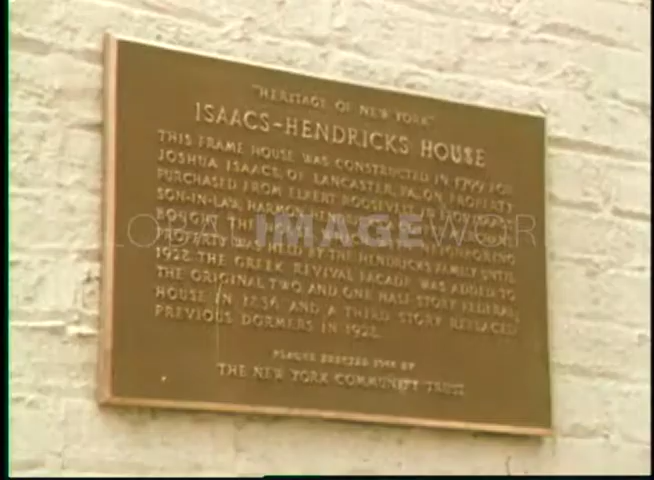 "HERITAGE OF NEW YORK"
ISAACS-HENDRICKS HOUSE
THIS FRAME HOUSE WAS CONSTRUCTED IN 1799 FOR
JOSHUA ISAACS, OF LANCASTER, PA. ON PROPERTY
PURCHASED FROM ELBERT ROOSEVELT. IN
SON-IN-LAW, HARMON HENDRICKS,
BOUGHT THE
PROPERTY WAS HELD BY THE HENDRICKS FAMILY UNTIL
1922. THE GREEK REVIVAL FACADE WAS ADDED TO
THE ORIGINAL TWO AND ONE HALF STORY FEDERAL
HOUSE IN 1836 AND A THIRD STORY REPLACED
PREVIOUS DORMERS IN 1928.
PLAQUE ERECTED BY
THE NEW YORK COMMUNITY TRUST
IMAGEWOR